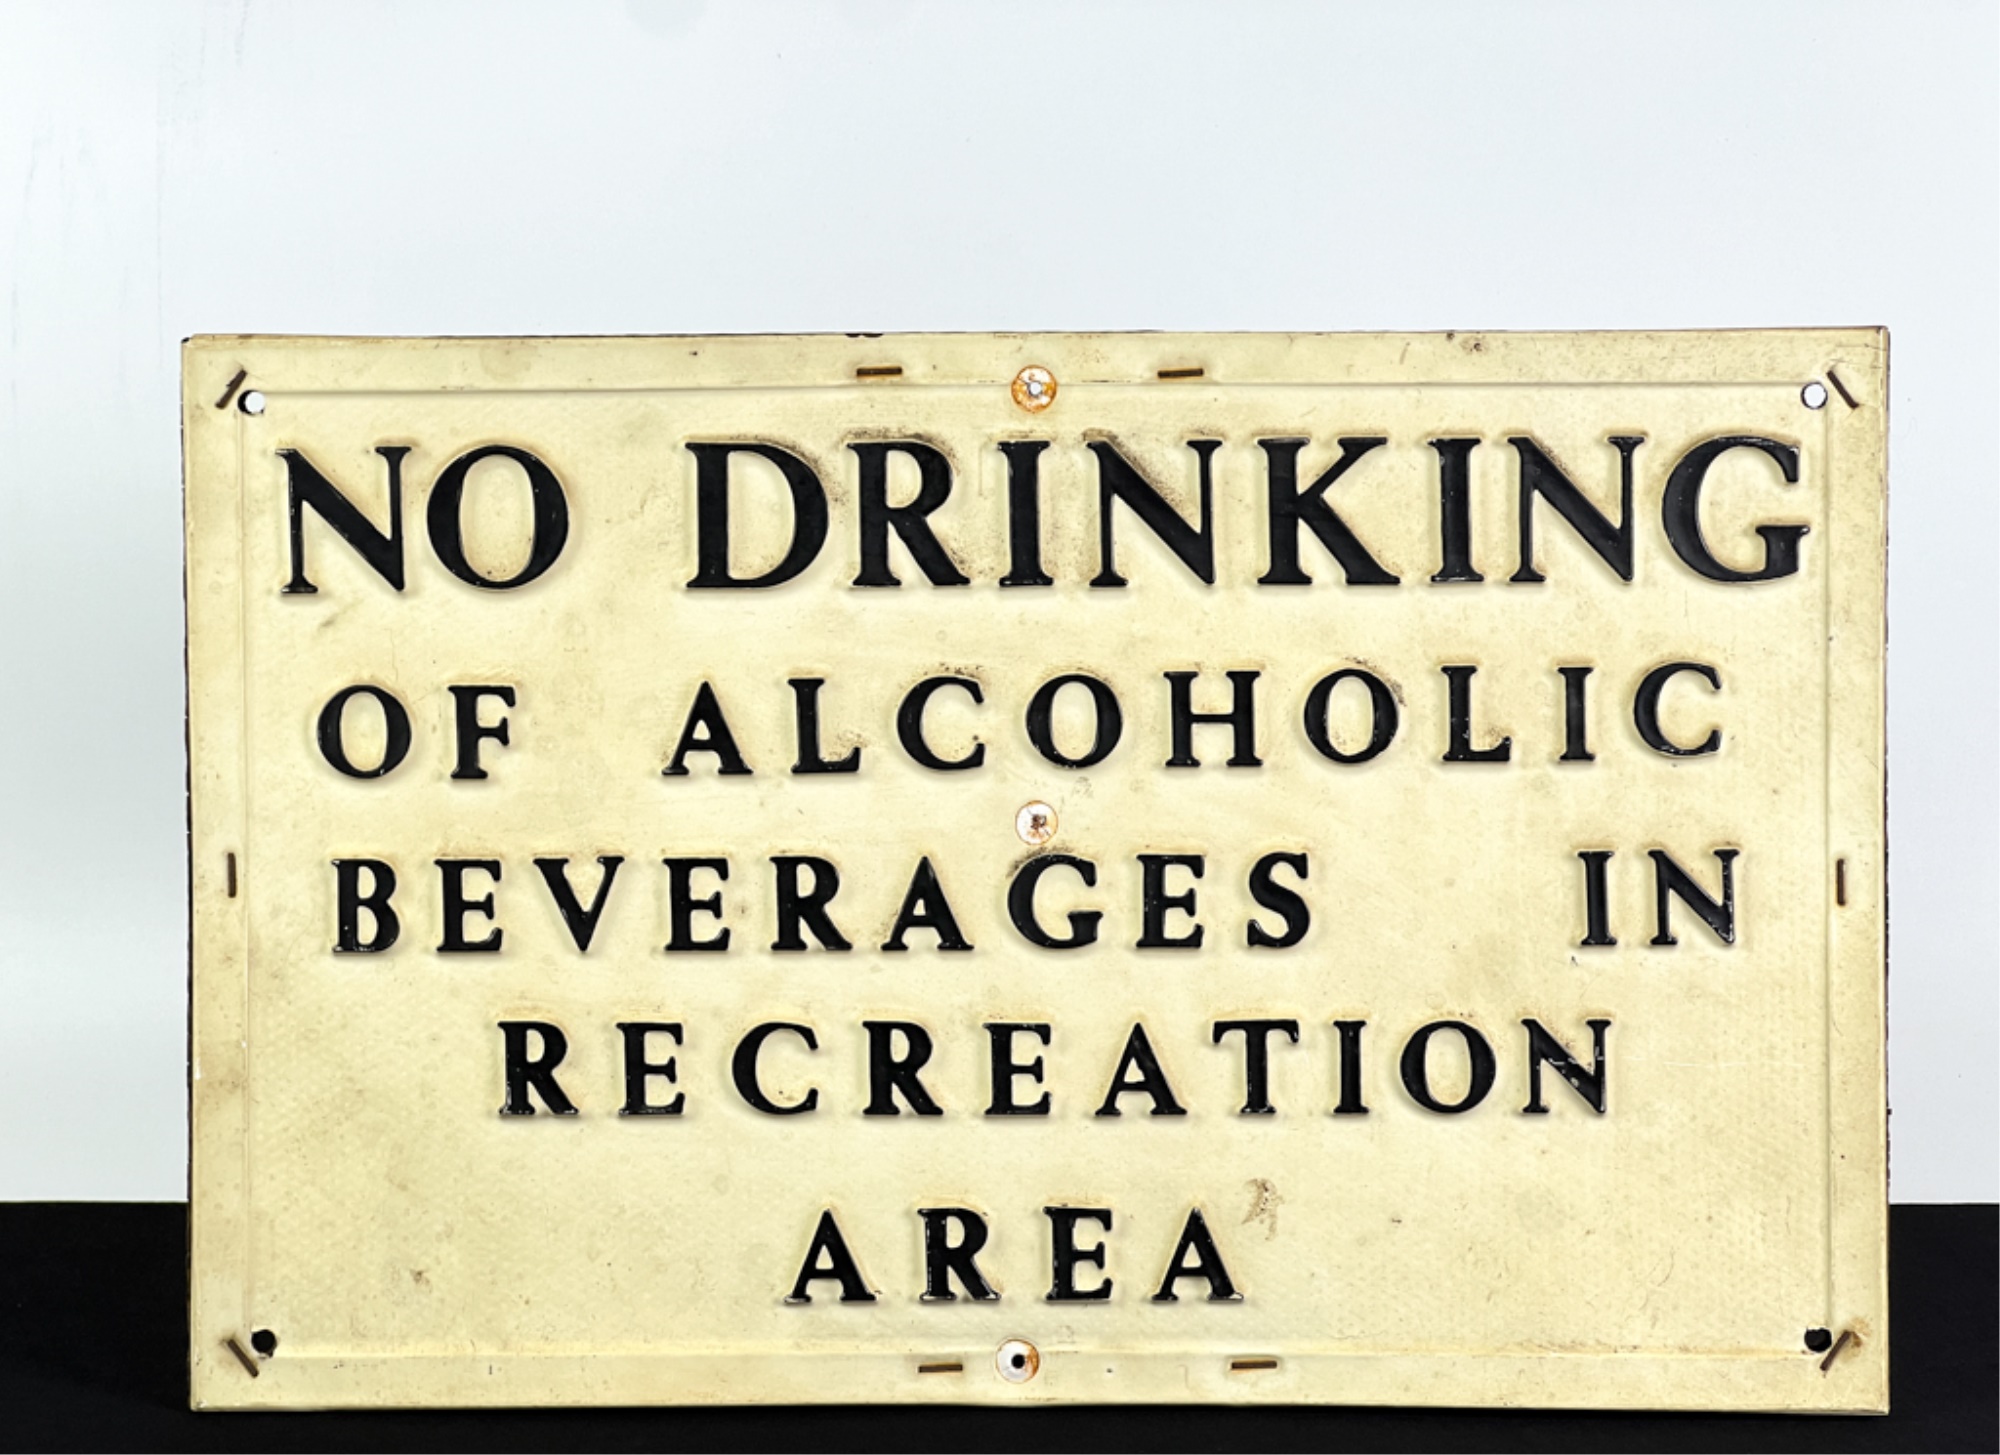 NO DRINKING
OF ALCOHOLIC
BEVERAGES IN
RECREATION
AREA